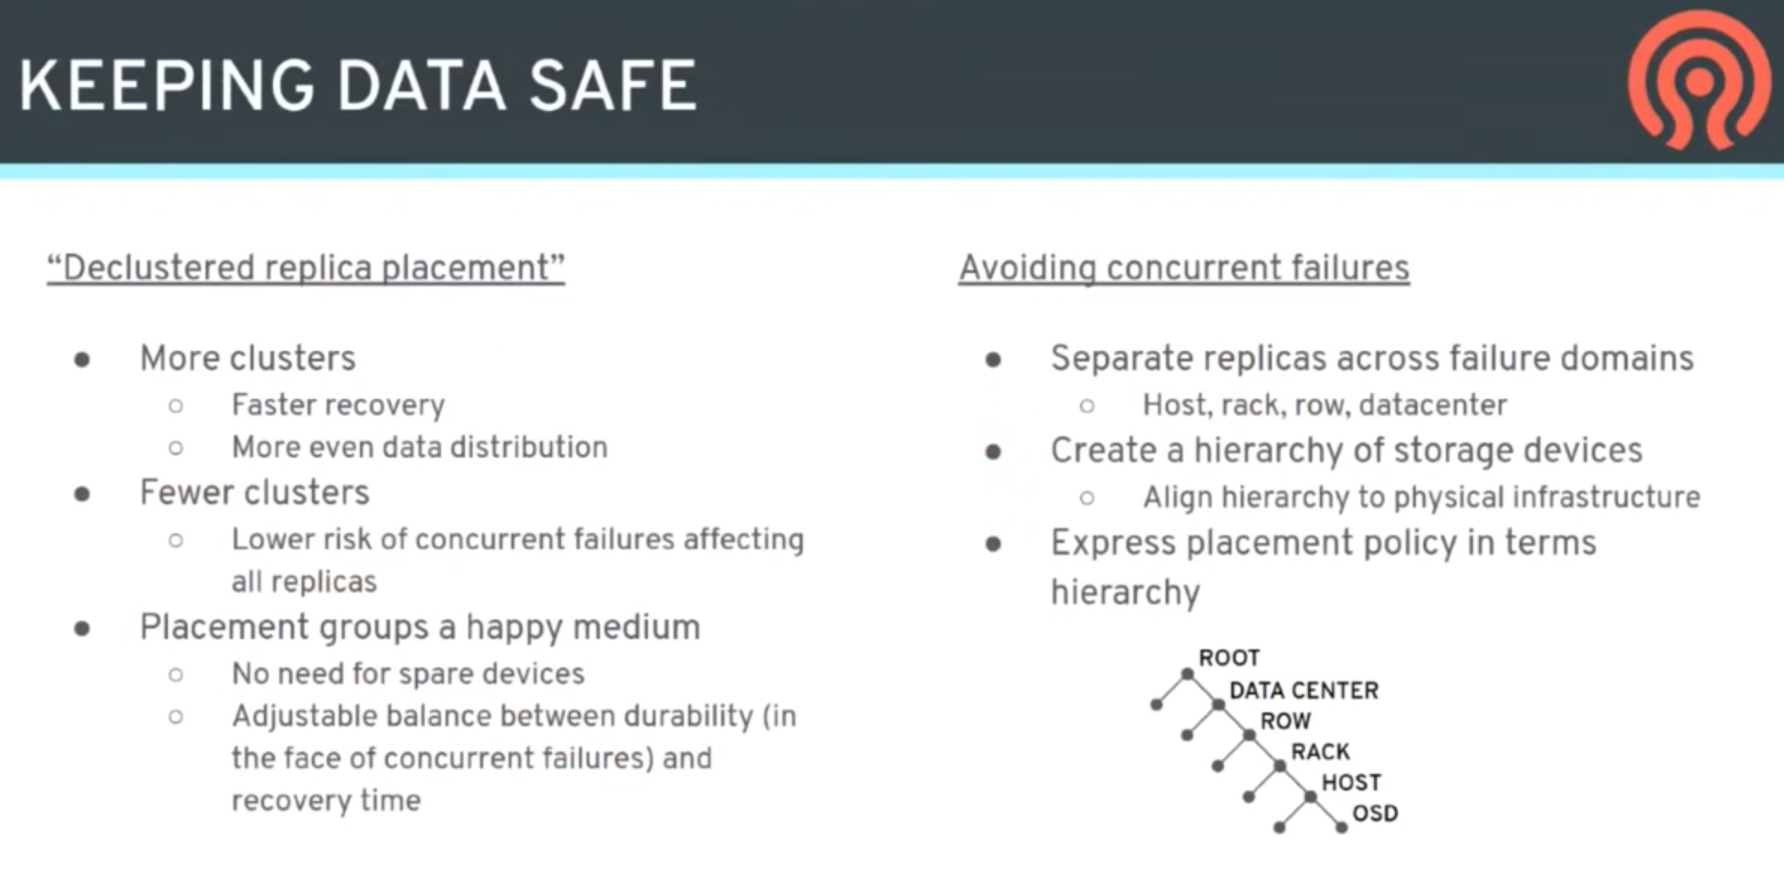 KEEPING DATA SAFE
“Declustered replica placement”
More clusters
Faster recovery
More even data distribution
Fewer clusters
Lower risk of concurrent failures affecting
all replicas
Placement groups a happy medium
No need for spare devices
Adjustable balance between durability (in
the face of concurrent failures) and
recovery time
Avoiding concurrent failures
Separate replicas across failure domains
Host, rack, row, datacenter
Create a hierarchy of storage devices
Align hierarchy to physical infrastructure
Express placement policy in terms
hierarchy
ROOT
DATA CENTER
ROW
RACK
HOST
OSD